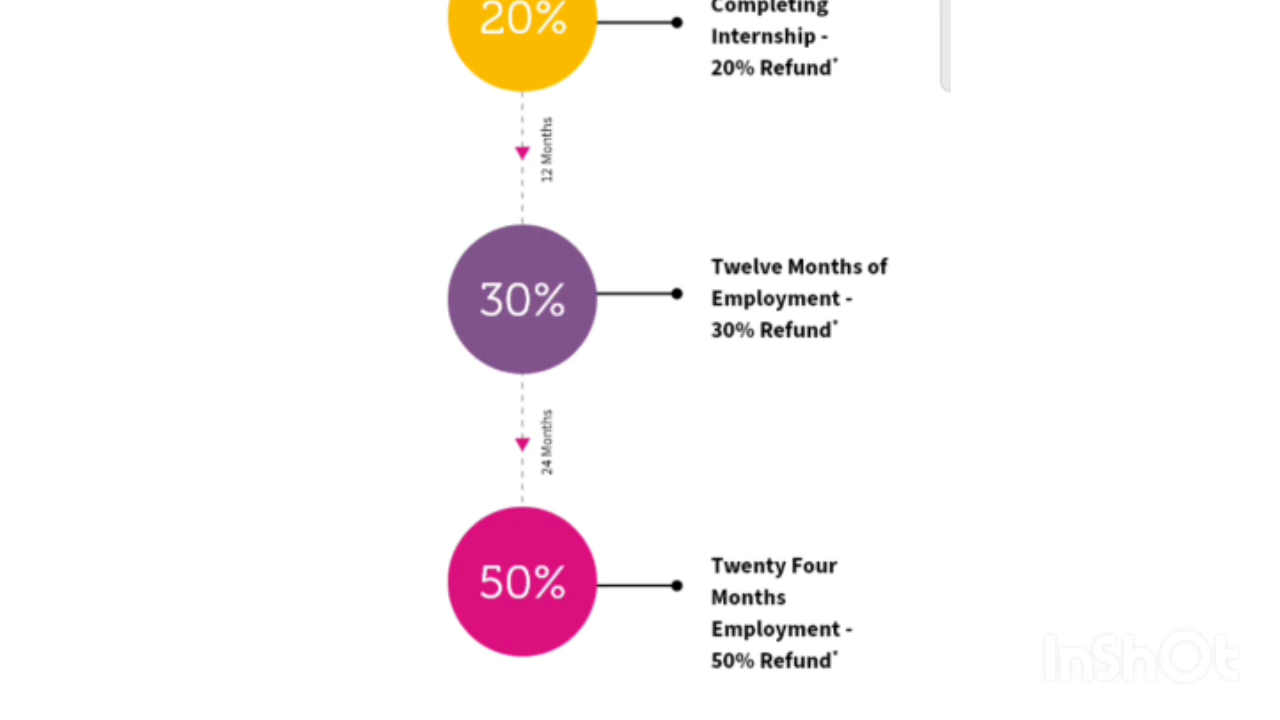 20%
Completing
Internship -
20% Refund*
12 Months
30%
Twelve Months of
Employment -
30% Refund*
24 Months
50%
Twenty Four
Months
Employment -
50% Refund*
InShOt